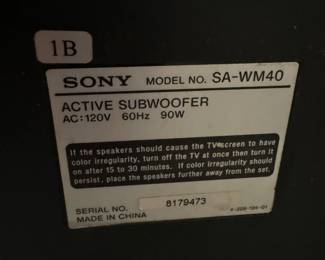 1B
SONY MODEL NO. SA-WM40
ACTIVE SUBWOOFER
AC:120V 60Hz 90W
If the speakers should cause the TV screen to have
color irregularity, turn off the TV at once then turn it
on after 15 to 30 minutes. If color irregularity should
persist, place the speakers further away from the set.
SERIAL NO. 8179473
MADE IN CHINA